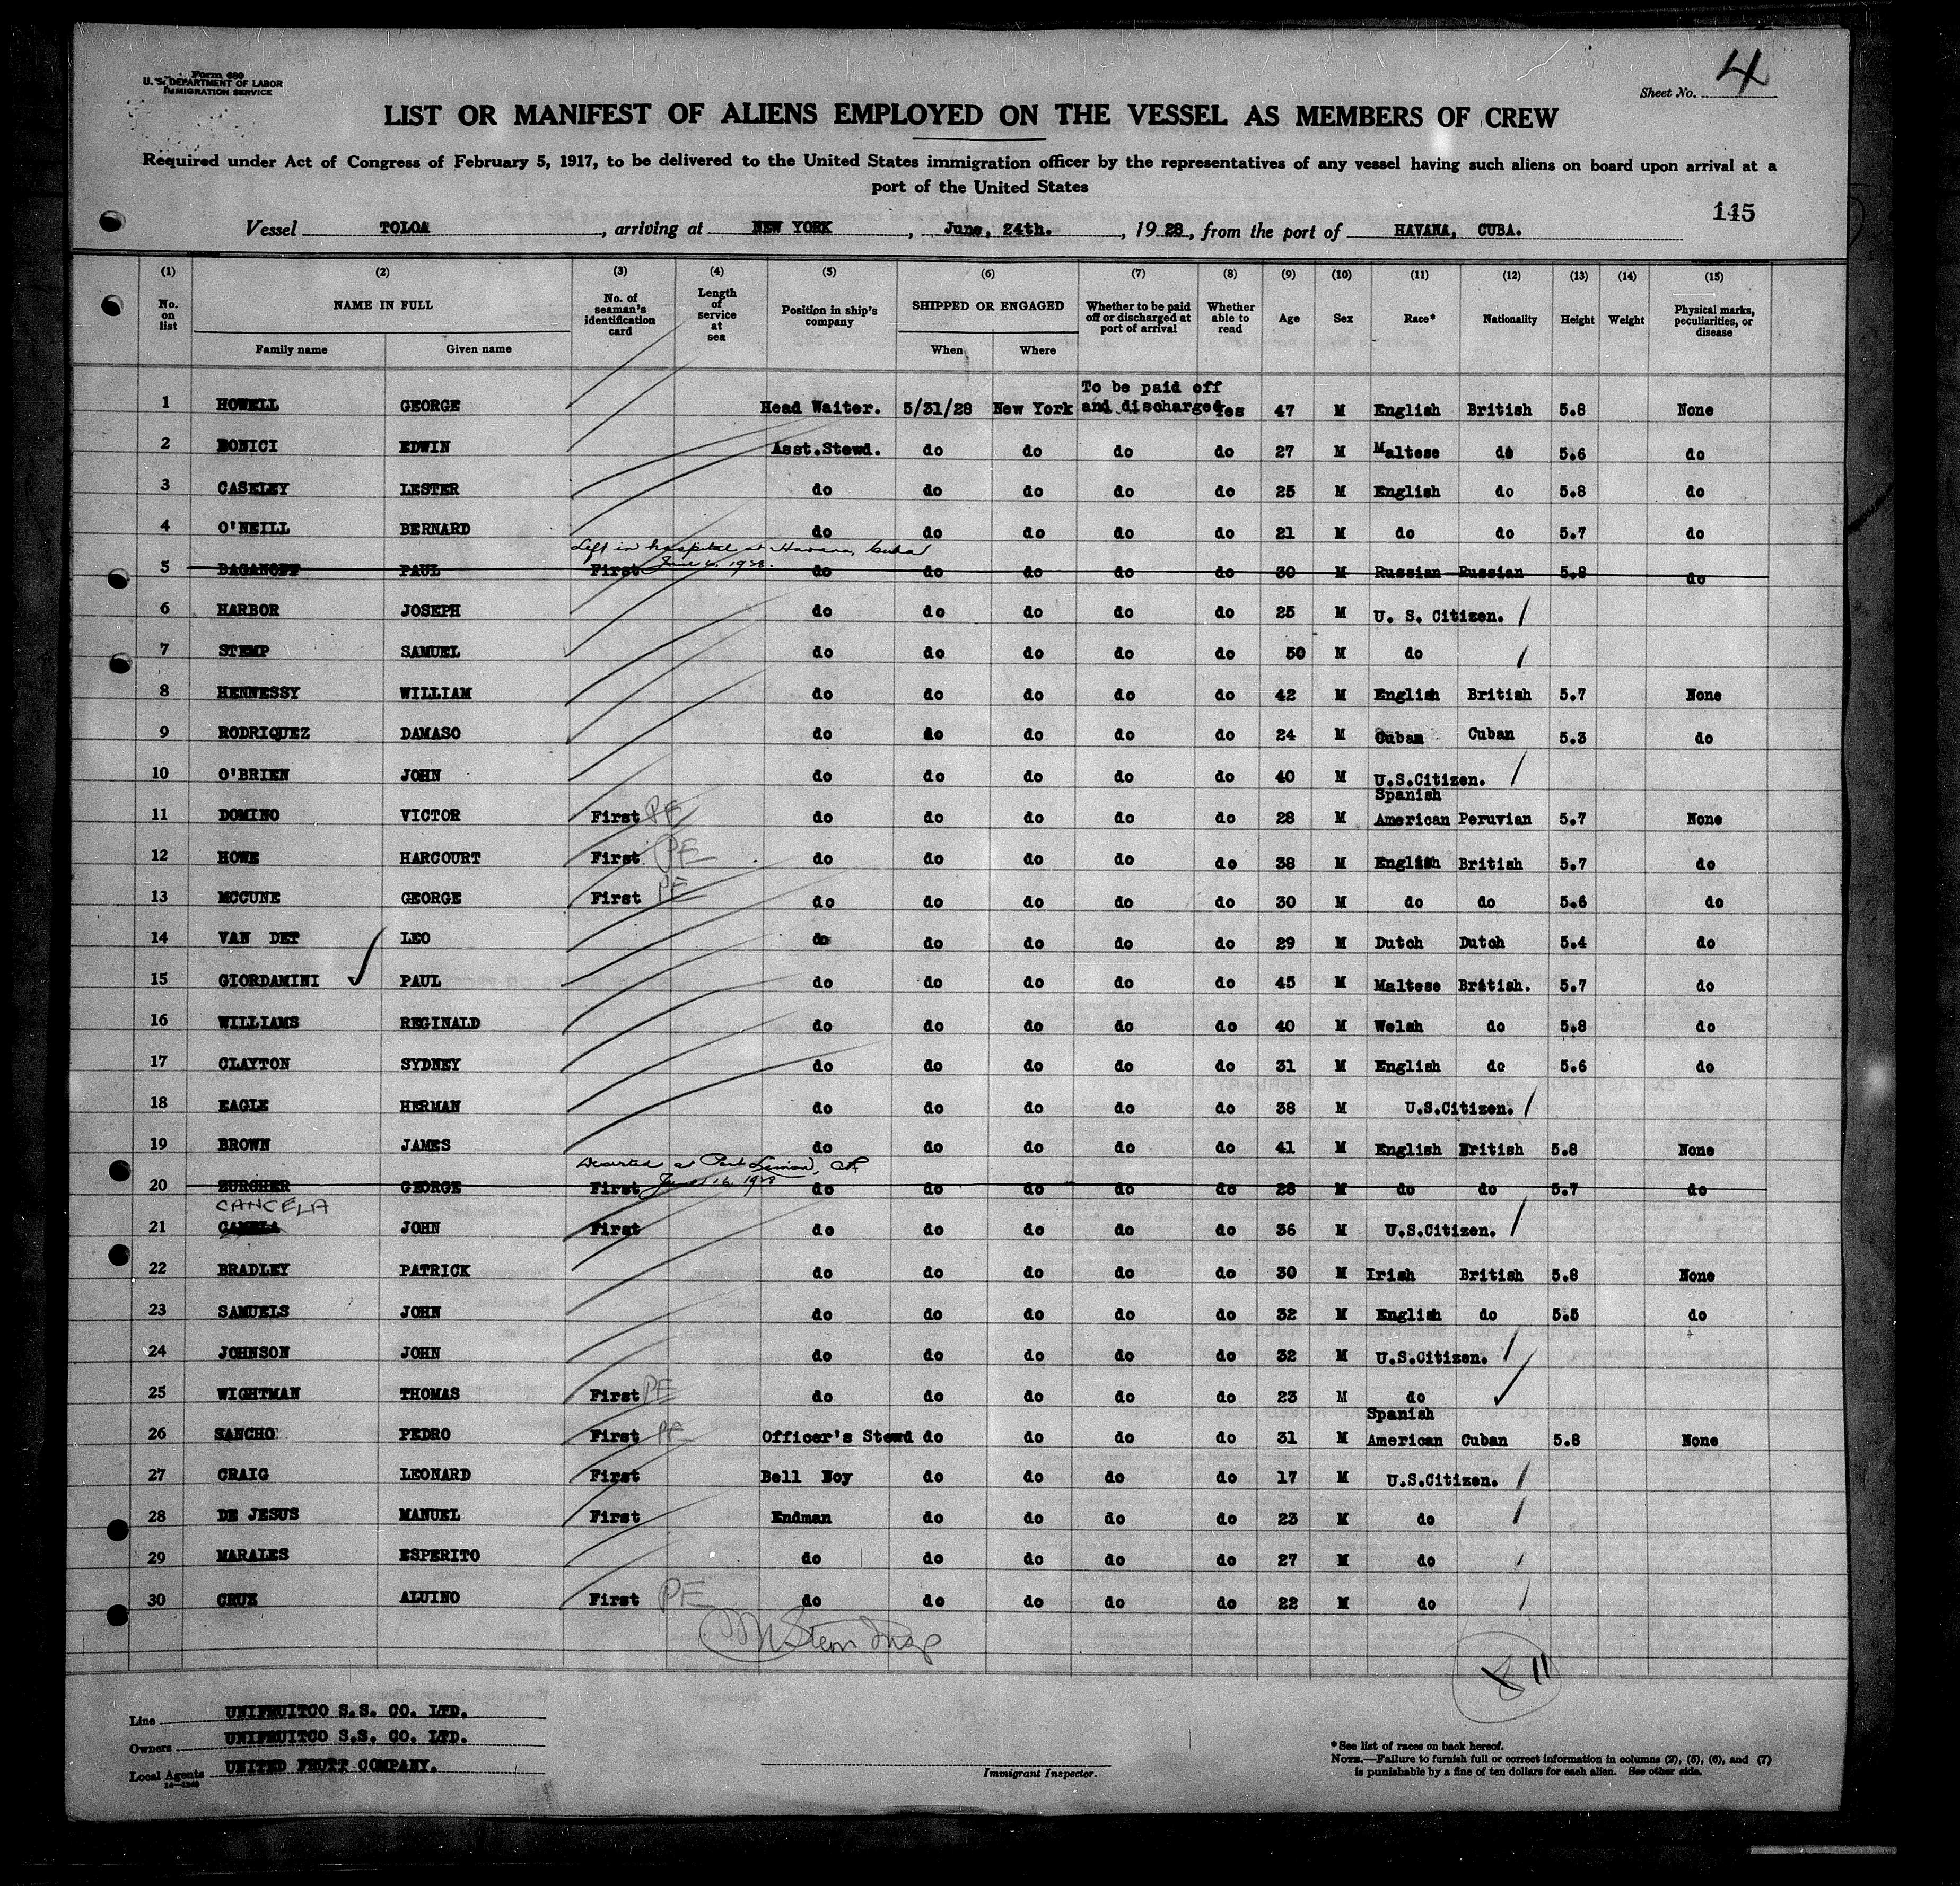 Form 680
U. S. DEPARTMENT OF LABOR
IMMIGRATION SERVICE
Sheet No. 4
LIST OR MANIFEST OF ALIENS EMPLOYED ON THE VESSEL AS MEMBERS OF CREW
Required under Act of Congress of February 5, 1917, to be delivered to the United States immigration officer by the representatives of any vessel having such aliens on board upon arrival at a
port of the United States
145
Vessel TOLOA, arriving at NEW YORK, June, 24th., 1928, from the port of HAVANA, CUBA.
(1) (2) (3) (4) (5) (6) (7) (8) (9) (10) (11) (12) (13) (14) (15)
No. on list NAME IN FULL Family name Given name No. of seaman's identification card Length of service at sea Position in ship's company SHIPPED OR ENGAGED When Where Whether to be paid off or discharged at port of arrival Whether able to read Age Sex Race* Nationality Height Weight Physical marks, peculiarities, or disease
To be paid off
1 HOWELL GEORGE Head Waiter. 5/31/28 New York and discharged Yes 47 M English British 5.8 None
2 BONICI EDWIN Asst.Stewd. do do do do 27 M Maltese do 5.6 do
3 CASELEY LESTER do do do do do 25 M English do 5.8 do
4 O'NEILL BERNARD do do do do do 21 M do do 5.7 do
Left in hospital at Havana, Cuba
5 DAGANOFF PAUL First June 6, 1928. do do do do do 30 M Russian Russian 5.8 do
6 HARBOR JOSEPH do do do do do 25 M U. S. Citizen.
7 STEMP SAMUEL do do do do do 50 M do
8 HENNESSY WILLIAM do do do do do 42 M English British 5.7 None
9 RODRIQUEZ DAMASO do do do do do 24 M Cuban Cuban 5.3 do
10 O'BRIEN JOHN do do do do do 40 M U.S.Citizen.
Spanish
11 DOMINO VICTOR First PE do do do do do 28 M American Peruvian 5.7 None
12 HOWE HARCOURT First PE do do do do do 38 M English British 5.7 do
13 MCCUNE GEORGE First PE do do do do do 30 M do do 5.6 do
14 VAN DET LEO do do do do do 29 M Dutch Dutch 5.4 do
15 GIORDAMINI PAUL do do do do do 45 M Maltese British. 5.7 do
16 WILLIAMS REGINALD do do do do do 40 M Welsh do 5.8 do
17 CLAYTON SYDNEY do do do do do 31 M English do 5.6 do
18 EAGLE HERMAN do do do do do 38 M U.S.Citizen.
19 BROWN JAMES do do do do do 41 M English British 5.8 None
Deserted at Port Limon, CR
20 ZURCHER GEORGE First June 16, 1928 do do do do do 28 M do do 5.7 do
CANCELA
21 JOHN First do do do do do 36 M U.S.Citizen.
22 BRADLEY PATRICK do do do do do 30 M Irish British 5.8 None
23 SAMUELS JOHN do do do do do 32 M English do 5.5 do
24 JOHNSON JOHN do do do do do 32 M U.S.Citizen.
25 WIGHTMAN THOMAS First PE do do do do do 23 M do
Spanish
26 SANCHO PEDRO First PE Officer's Stewd do do do do 31 M American Cuban 5.8 None
27 CRAIG LEONARD First Bell Boy do do do do 17 M U.S.Citizen.
28 DE JESUS MANUEL First Endman do do do do 23 M do
29 MARALES ESPERITO do do do do do 27 M do
30 CRUZ ALUINO First PE do do do do do 22 M do
Stern Insp
8 11
Line UNIFRUITCO S.S. CO. LTD.
Owners UNIFRUITCO S.S. CO. LTD.
Local Agents UNITED FRUIT COMPANY.
14—1240
Immigrant Inspector.
*See list of races on back hereof.
NOTE.—Failure to furnish full or correct information in columns (2), (5), (6), and (7)
is punishable by a fine of ten dollars for each alien. See other side.